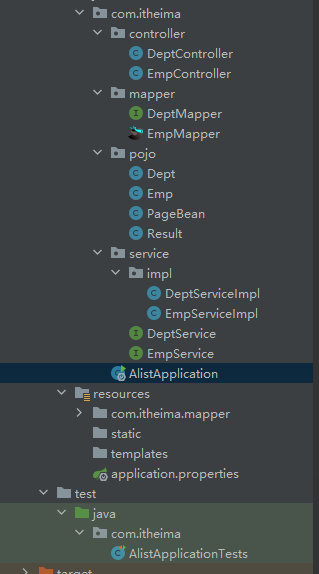 com.itheima
controller
DeptController
EmpController
mapper
DeptMapper
EmpMapper
pojo
Dept
Emp
PageBean
Result
service
impl
DeptServiceImpl
EmpServiceImpl
DeptService
EmpService
AlistApplication
resources
com.itheima.mapper
static
templates
application.properties
test
java
com.itheima
AlistApplicationTests
target